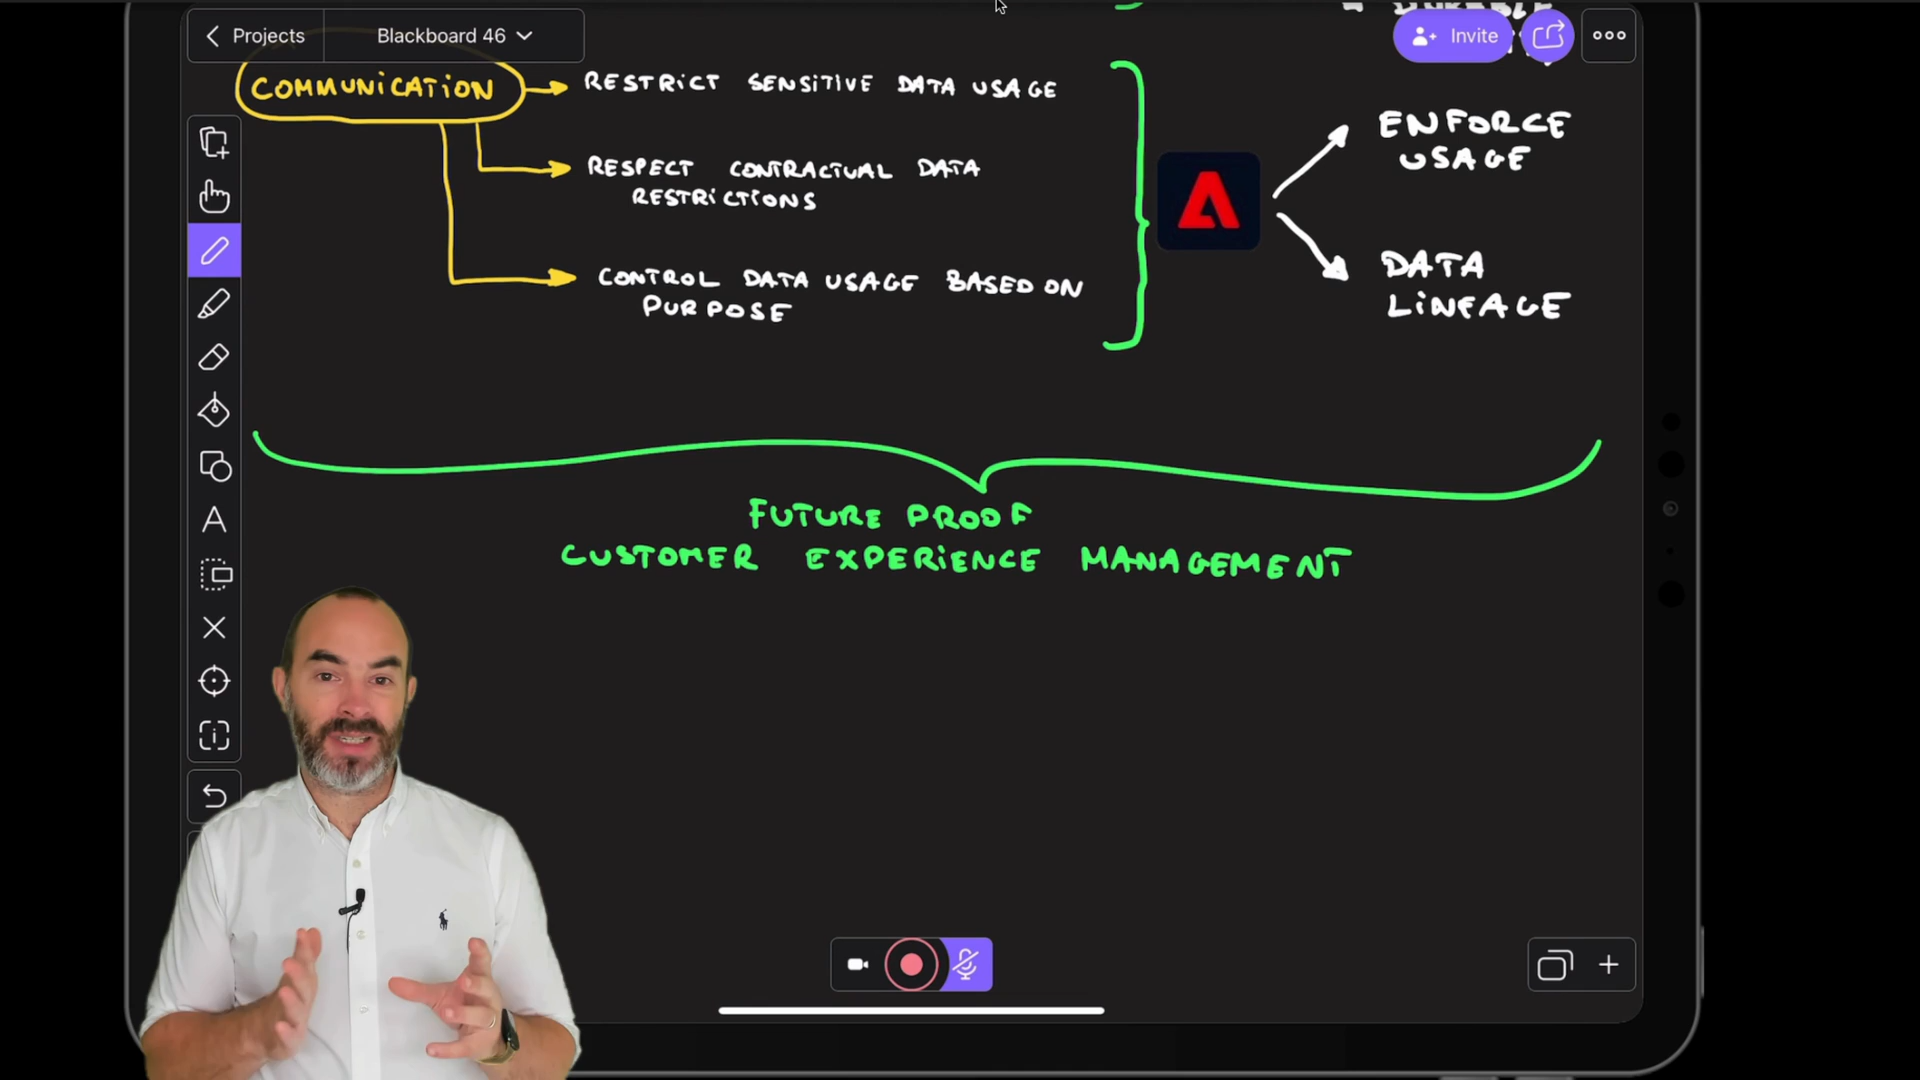 Projects
Blackboard 46
Invite
COMMUNICATION
RESTRICT SENSITIVE DATA USAGE
RESPECT CONTRACTUAL DATA
RESTRICTIONS
CONTROL DATA USAGE BASED ON
PURPOSE
ENFORCE
USAGE
DATA
LINEAGE
FUTURE PROOF
CUSTOMER EXPERIENCE MANAGEMENT